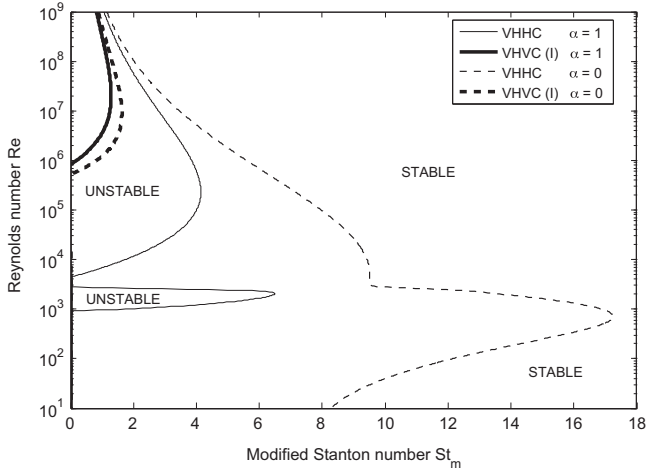 10^9
10^8
10^7
10^6
10^5
10^4
10^3
10^2
10^1
Reynolds number Re
VHHC α = 1
VHVC (I) α = 1
VHHC α = 0
VHVC (I) α = 0
UNSTABLE
STABLE
UNSTABLE
STABLE
0 2 4 6 8 10 12 14 16 18
Modified Stanton number St_m